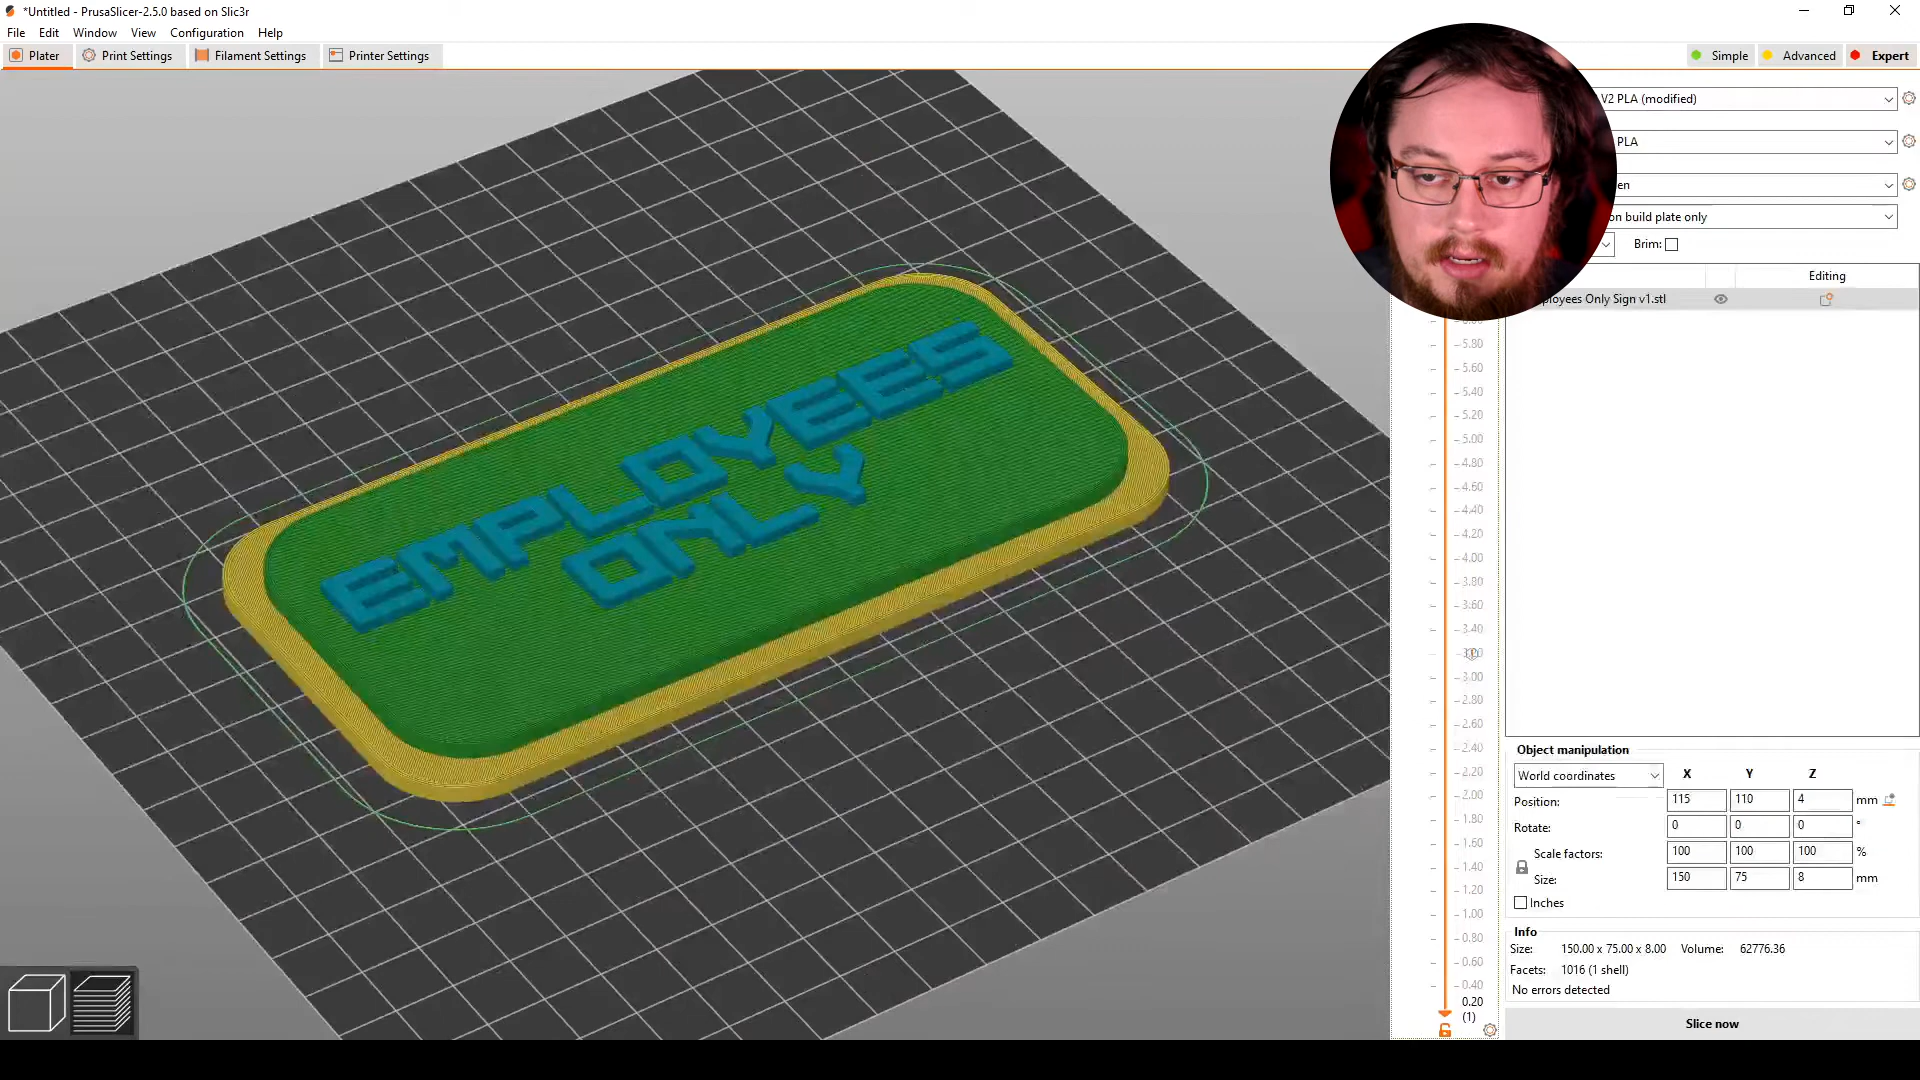 *Untitled - PrusaSlicer-2.5.0 based on Slic3r
File Edit Window View Configuration Help
Plater Print Settings Filament Settings Printer Settings Simple Advanced Expert
V2 PLA (modified)
PLA
en
on build plate only
Brim:
Editing
ployees Only Sign v1.stl
EMPLOYEES
ONLY
5.80
5.60
5.40
5.20
5.00
4.80
4.60
4.40
4.20
4.00
3.80
3.60
3.40
3.00
2.80
2.60
2.40
2.20
2.00
1.80
1.60
1.40
1.20
1.00
0.80
0.60
0.40
0.20
(1)
Object manipulation
World coordinates X Y Z
Position: 115 110 4 mm
Rotate: 0 0 0 °
Scale factors: 100 100 100 %
Size: 150 75 8 mm
Inches
Info
Size: 150.00 x 75.00 x 8.00 Volume: 62776.36
Facets: 1016 (1 shell)
No errors detected
Slice now